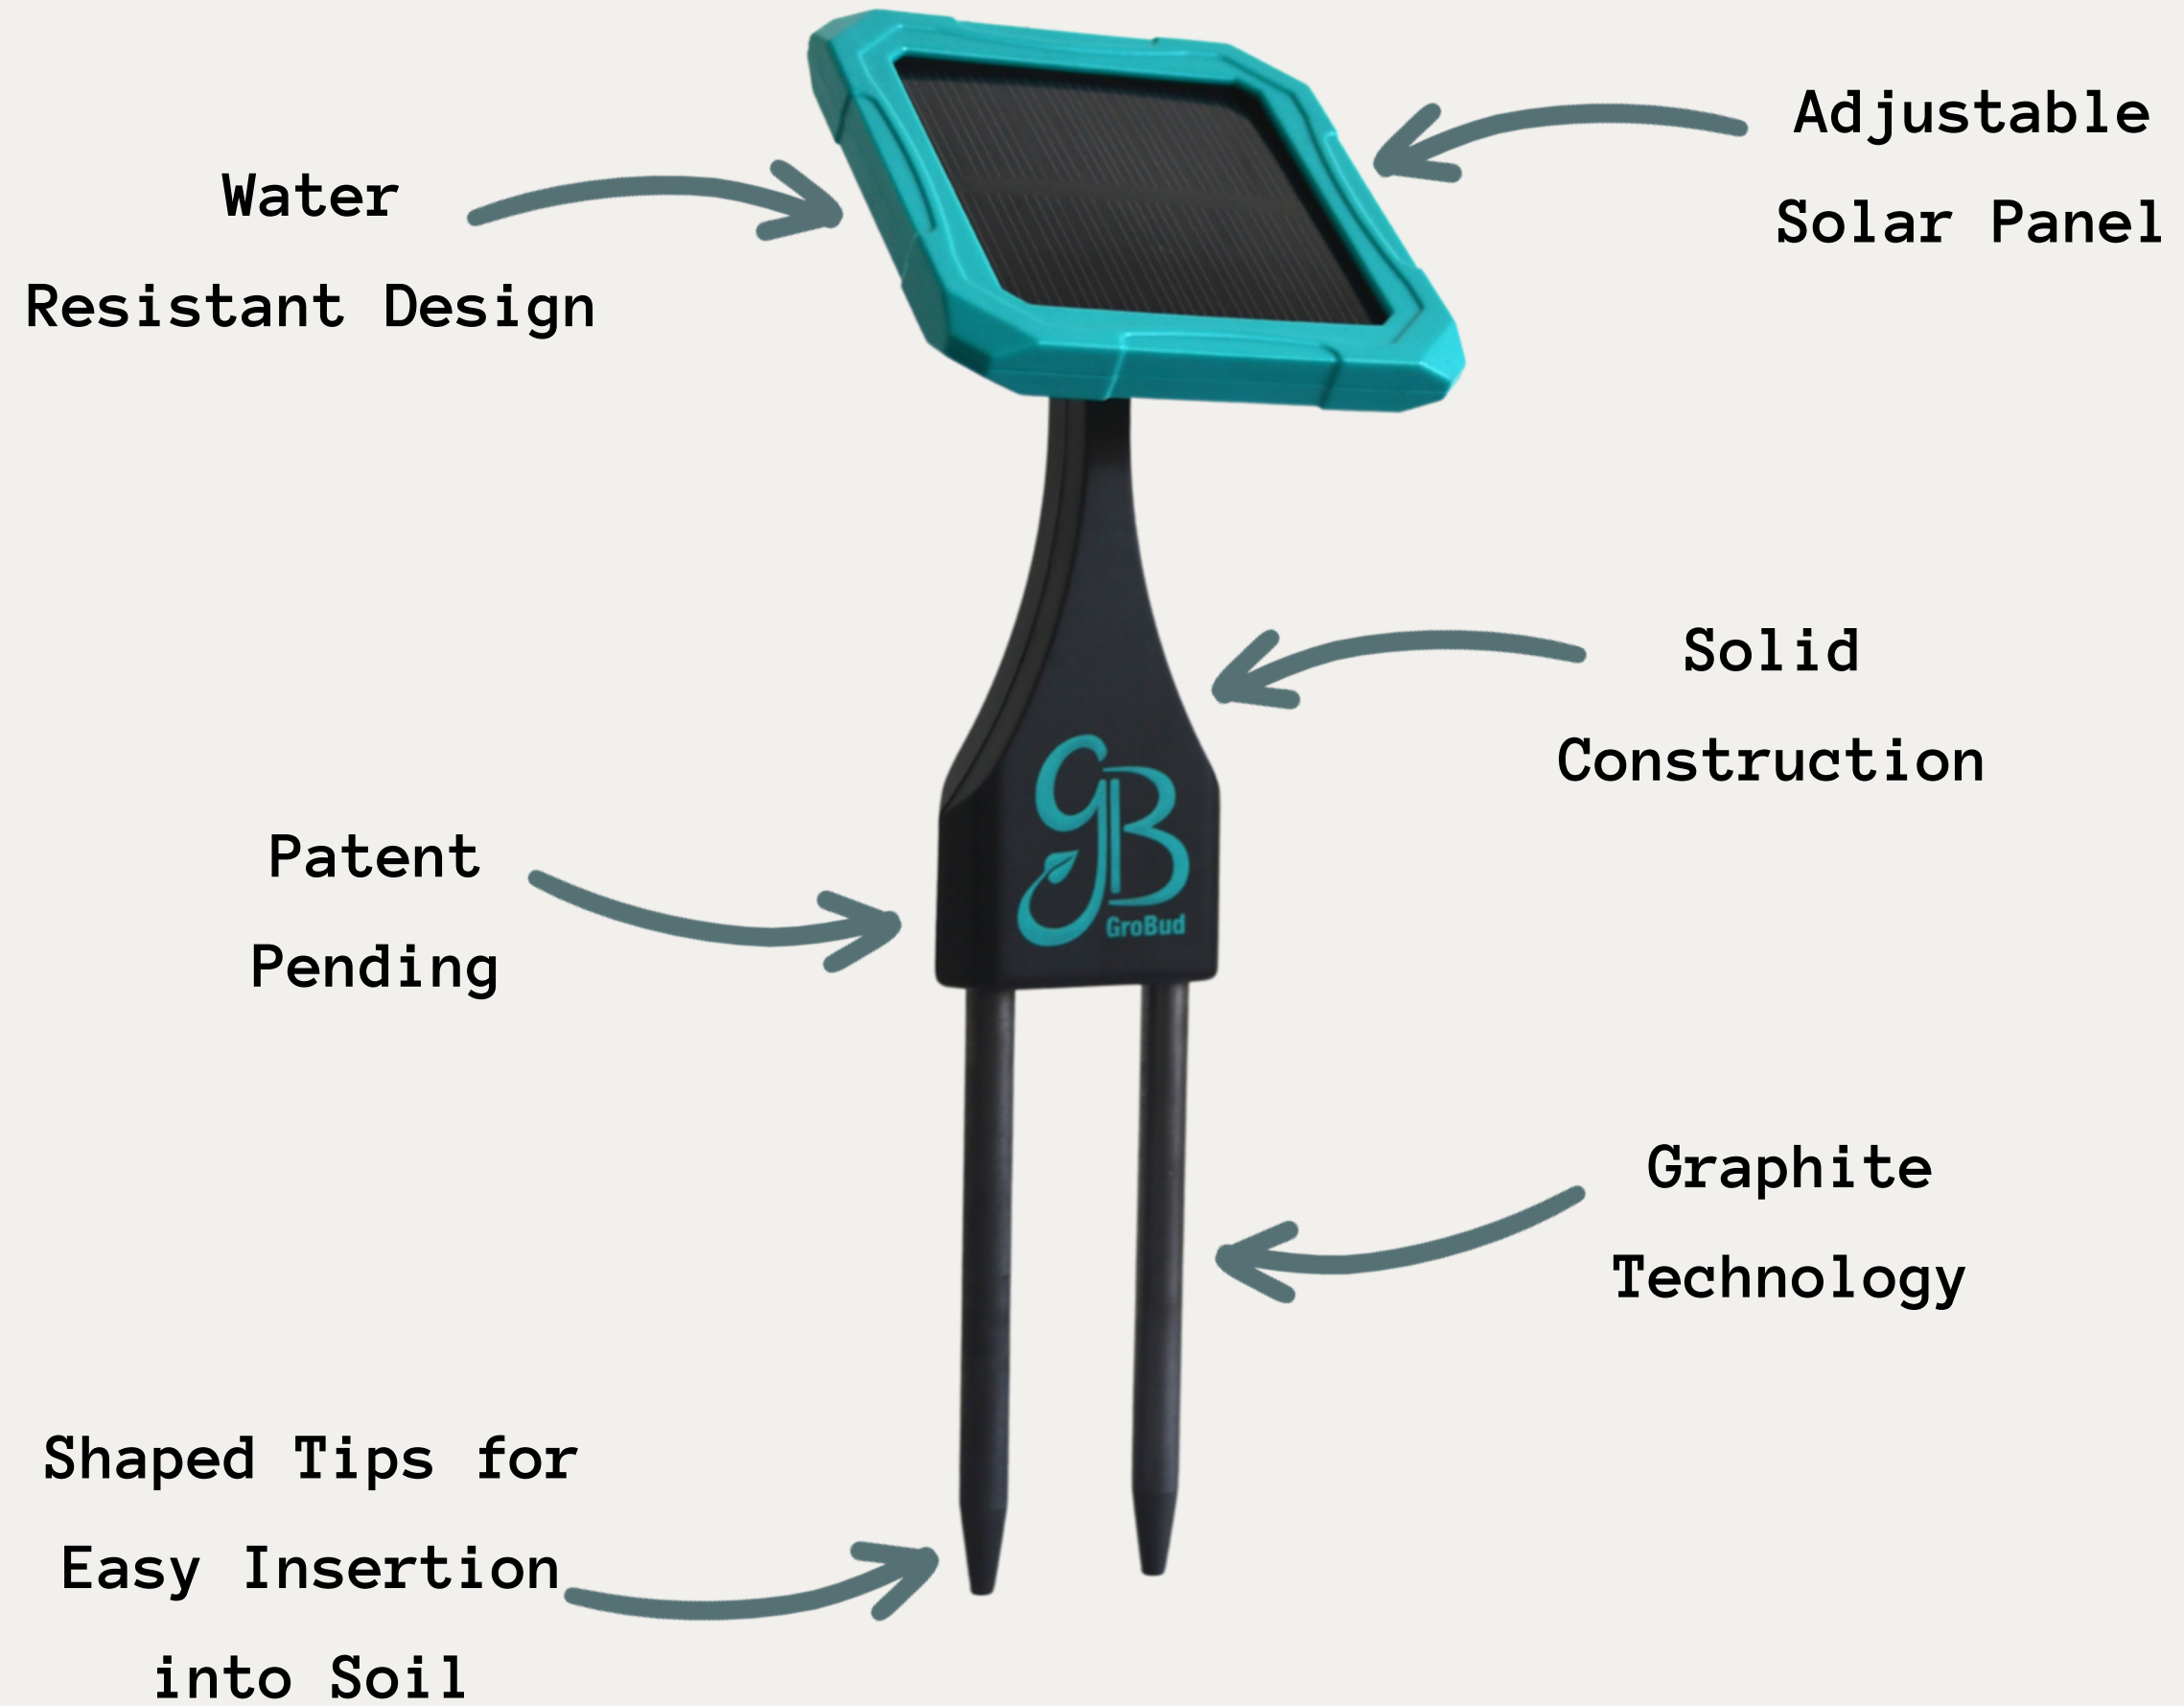 Adjustable
Solar Panel
Water
Resistant Design
Solid
Construction
gB
GroBud
Patent
Pending
Graphite
Technology
Shaped Tips for
Easy Insertion
into Soil